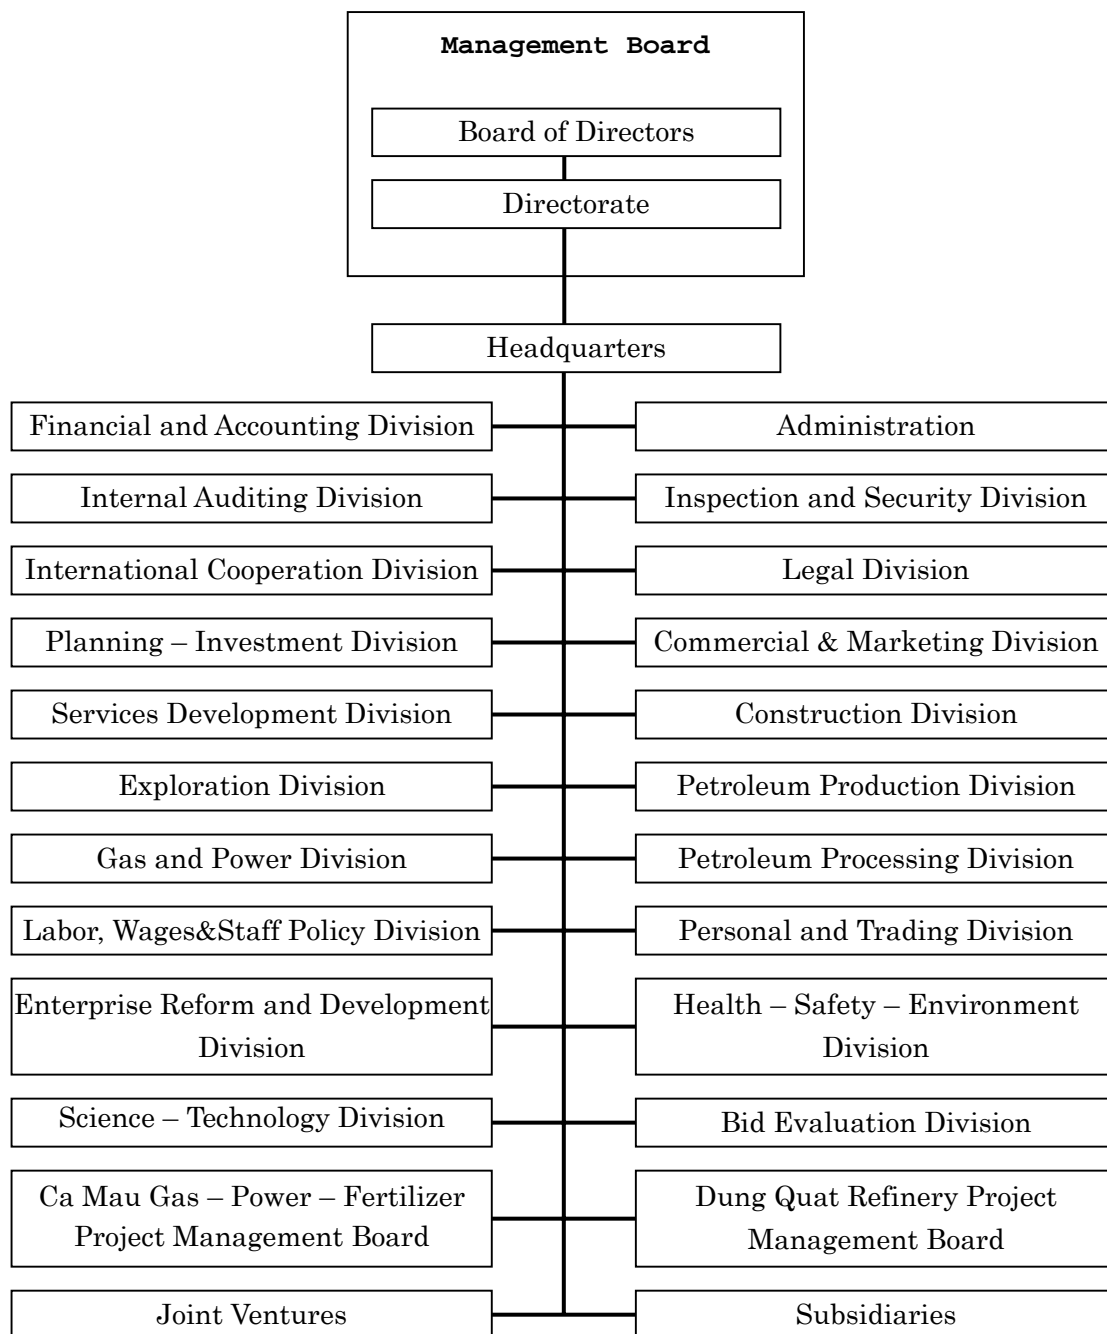 Management Board
Board of Directors
Directorate
Headquarters
Financial and Accounting Division
Administration
Internal Auditing Division
Inspection and Security Division
International Cooperation Division
Legal Division
Planning – Investment Division
Commercial & Marketing Division
Services Development Division
Construction Division
Exploration Division
Petroleum Production Division
Gas and Power Division
Petroleum Processing Division
Labor, Wages&Staff Policy Division
Personal and Trading Division
Enterprise Reform and Development
Division
Health – Safety – Environment
Division
Science – Technology Division
Bid Evaluation Division
Ca Mau Gas – Power – Fertilizer
Project Management Board
Dung Quat Refinery Project
Management Board
Joint Ventures
Subsidiaries